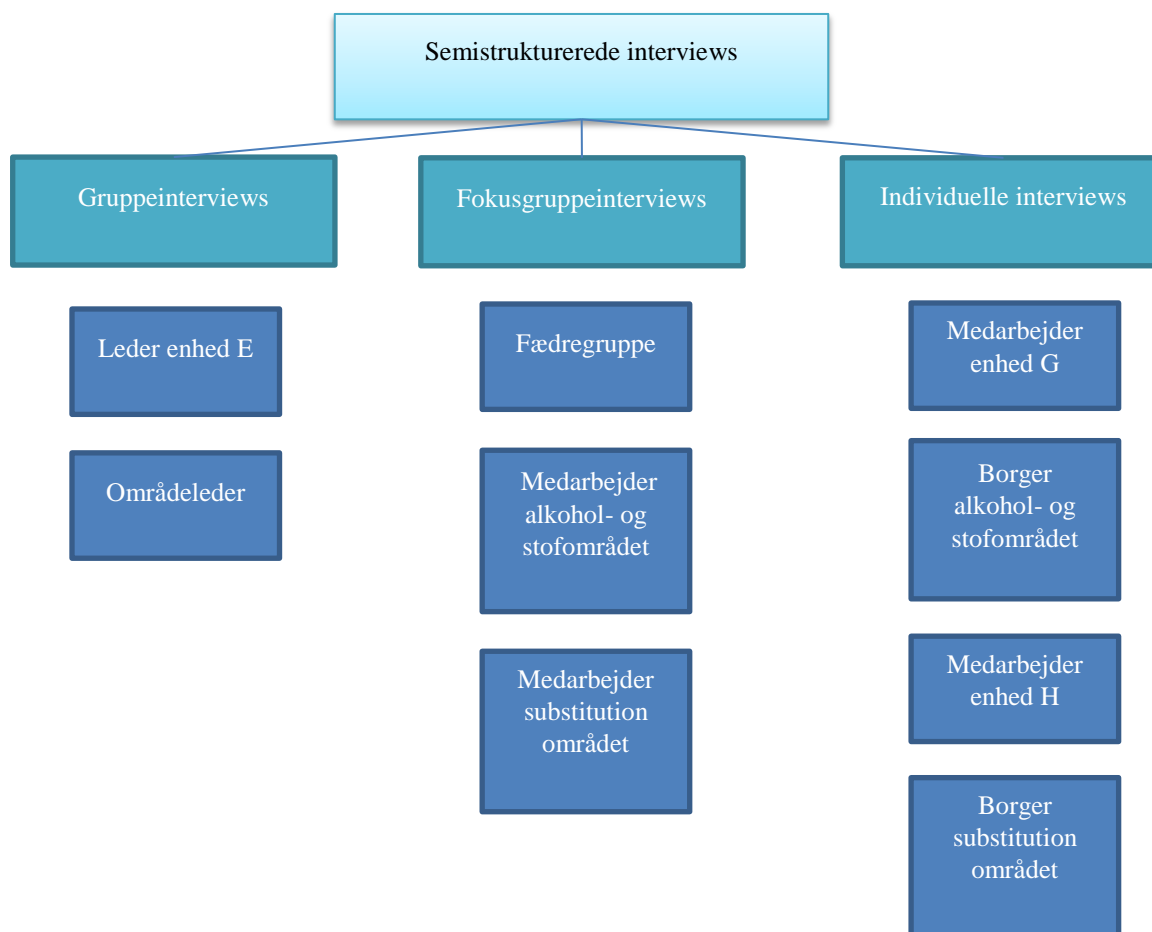 Semistrukturerede interviews
Gruppeinterviews
Fokusgruppeinterviews
Individuelle interviews
Leder enhed E
Områdeleder
Fædregruppe
Medarbejder
alkohol- og
stofområdet
Medarbejder
substitution
området
Medarbejder
enhed G
Borger
alkohol- og
stofområdet
Medarbejder
enhed H
Borger
substitution
området